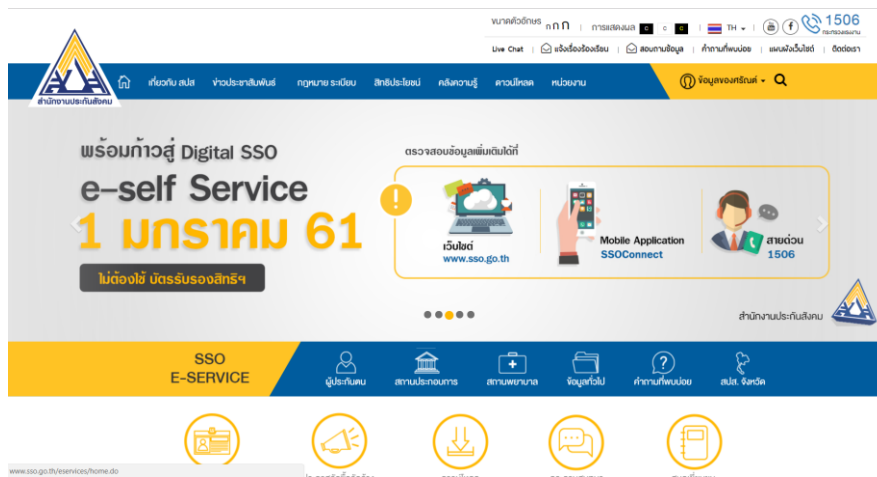 ขนาดตัวอักษร ก ก ก | การแสดงผล C C C | TH | 1506
กระทรวงแรงงาน
Live Chat | แจ้งเรื่องร้องเรียน | สอบถามข้อมูล | คำถามที่พบบ่อย | แผนผังเว็บไซต์ | ติดต่อเรา
เกี่ยวกับ สปส ข่าวประชาสัมพันธ์ กฎหมาย ระเบียบ สิทธิประโยชน์ คลังความรู้ ดาวน์โหลด หน่วยงาน
สำนักงานประกันสังคม
พร้อมก้าวสู่ Digital SSO
e-self Service
1 มกราคม 61
ไม่ต้องใช้ บัตรรับรองสิทธิฯ
ตรวจสอบข้อมูลเพิ่มเติมได้ที่
เว็บไซต์
www.sso.go.th
Mobile Application
SSOConnect
สายด่วน
1506
สำนักงานประกันสังคม
SSO
E-SERVICE
ผู้ประกันตน สถานประกอบการ สถานพยาบาล ข้อมูลทั่วไป คำถามที่พบบ่อย สปส. จังหวัด
www.sso.go.th/eservices/home.do